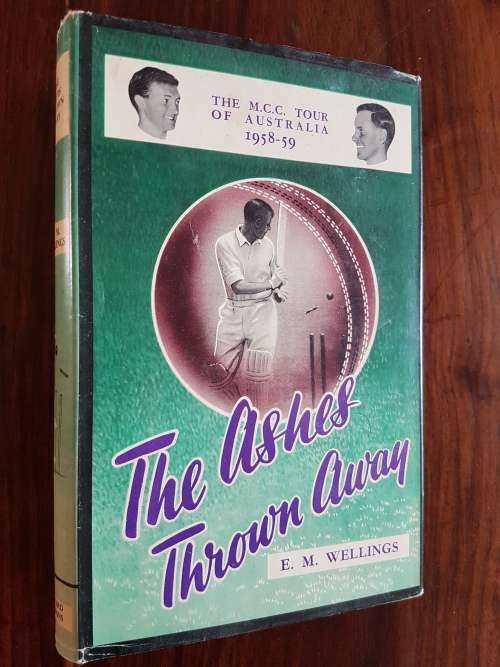 THE M.C.C. TOUR
OF AUSTRALIA
1958-59
The Ashes
Thrown Away
E. M. WELLINGS